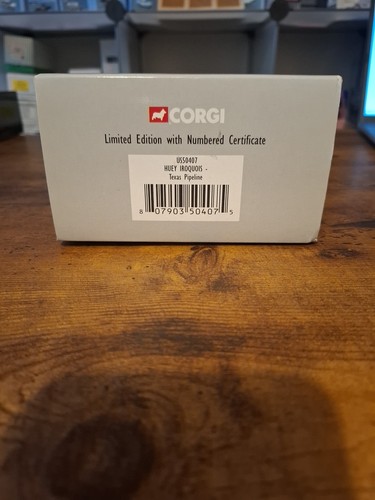 CORGI
Limited Edition with Numbered Certificate
US50407
HUEY IROQUOIS -
Texas Pipeline
8 07903 50407 5